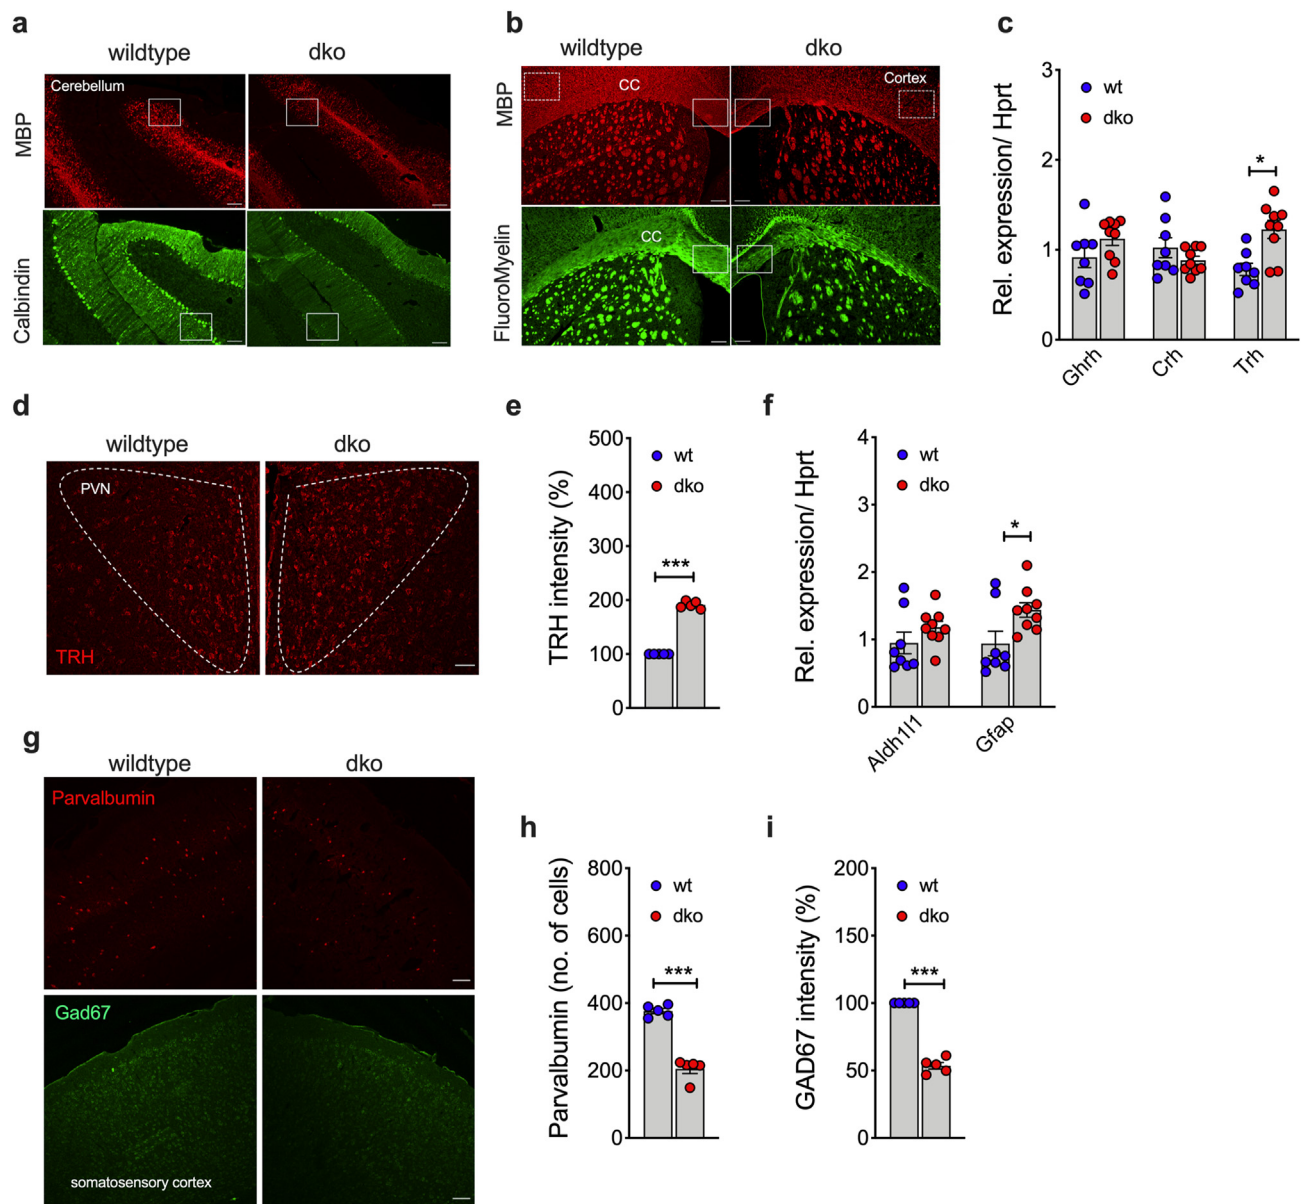 a
wildtype
dko
MBP
Cerebellum
Calbindin
b
wildtype
dko
MBP
CC
Cortex
FluoroMyelin
CC
c
Rel. expression/ Hprt
3
2
1
0
wt
dko
*
Ghrh
Crh
Trh
d
wildtype
dko
PVN
TRH
e
TRH intensity (%)
500
400
300
200
100
0
wt
dko
***
f
Rel. expression/ Hprt
4
3
2
1
0
wt
dko
*
Aldh1l1
Gfap
g
wildtype
dko
Parvalbumin
Gad67
somatosensory cortex
h
Parvalbumin (no. of cells)
800
600
400
200
0
wt
dko
***
i
GAD67 intensity (%)
200
150
100
50
0
wt
dko
***